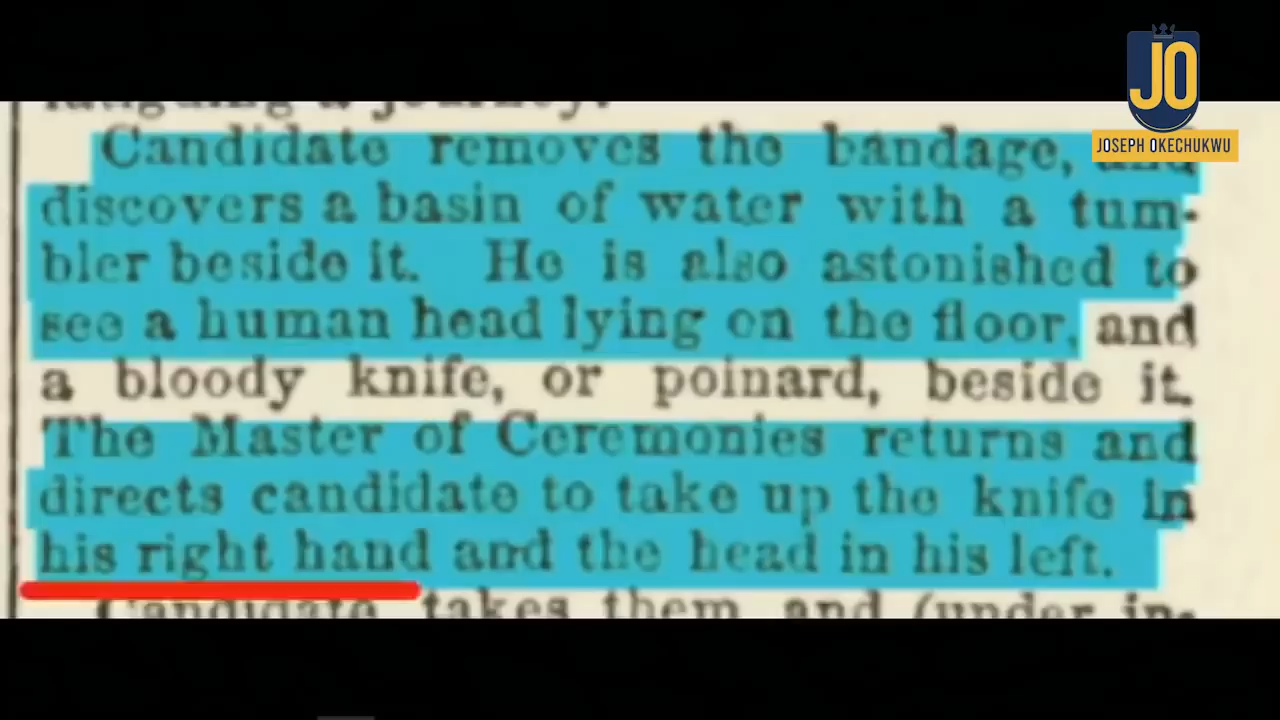 JO
JOSEPH OKECHUKWU
a journey.
Candidate removes the bandage, and
discovers a basin of water with a tum-
bler beside it. He is also astonished to
see a human head lying on the floor, and
a bloody knife, or poinard, beside it.
The Master of Ceremonies returns and
directs candidate to take up the knife in
his right hand and the head in his left.
Candidate takes them and (under in-